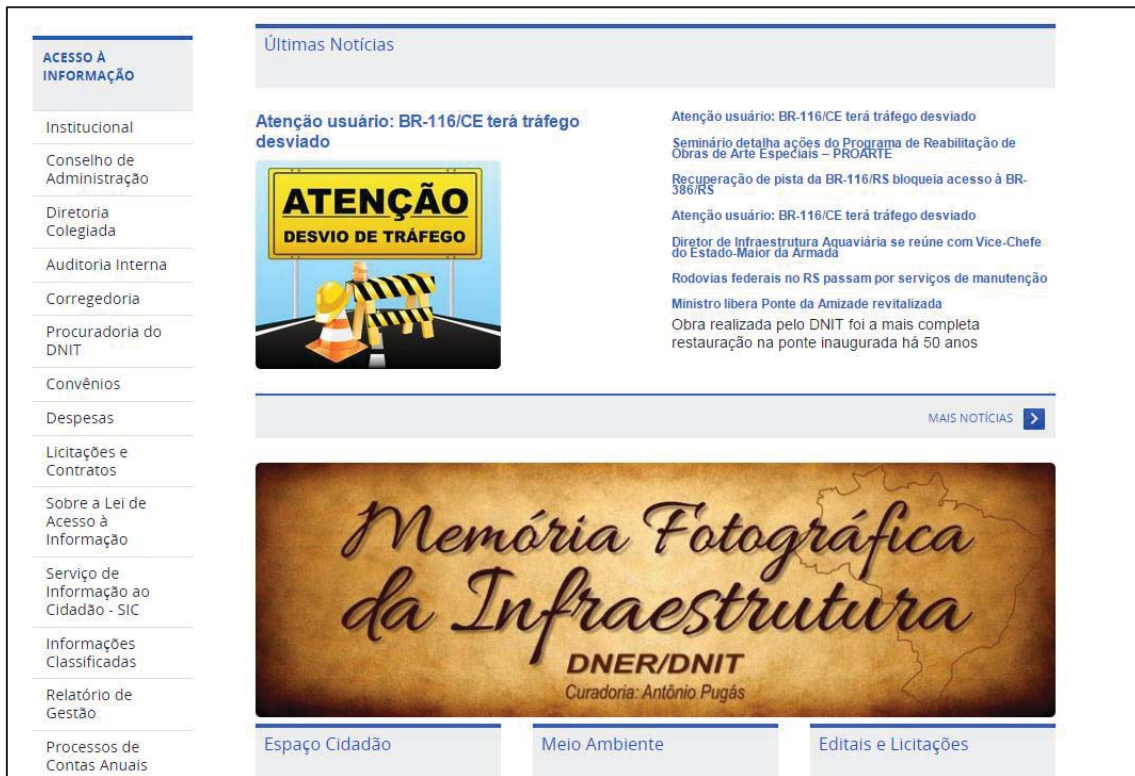 ACESSO À
INFORMAÇÃO
Institucional
Conselho de
Administração
Diretoria
Colegiada
Auditoria Interna
Corregedoria
Procuradoria do
DNIT
Convênios
Despesas
Licitações e
Contratos
Sobre a Lei de
Acesso à
Informação
Serviço de
Informação ao
Cidadão - SIC
Informações
Classificadas
Relatório de
Gestão
Processos de
Contas Anuais
Últimas Notícias
Atenção usuário: BR-116/CE terá tráfego
desviado
ATENÇÃO
DESVIO DE TRÁFEGO
Atenção usuário: BR-116/CE terá tráfego desviado
Seminário detalha ações do Programa de Reabilitação de
Obras de Arte Especiais – PROARTE
Recuperação de pista da BR-116/RS bloqueia acesso à BR-
386/RS
Atenção usuário: BR-116/CE terá tráfego desviado
Diretor de Infraestrutura Aquaviária se reúne com Vice-Chefe
do Estado-Maior da Armada
Rodovias federais no RS passam por serviços de manutenção
Ministro libera Ponte da Amizade revitalizada
Obra realizada pelo DNIT foi a mais completa
restauração na ponte inaugurada há 50 anos
MAIS NOTÍCIAS
Memória Fotográfica
da Infraestrutura
DNER/DNIT
Curadoria: Antônio Pugás
Espaço Cidadão
Meio Ambiente
Editais e Licitações